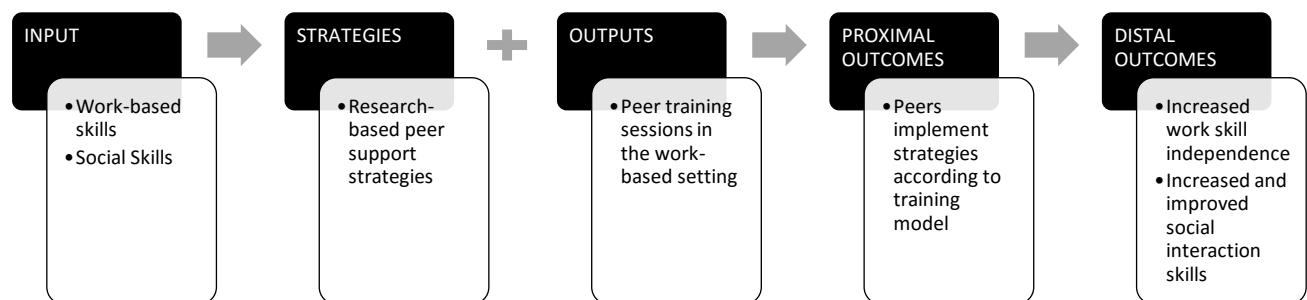 INPUT
• Work-based
skills
• Social Skills
STRATEGIES
• Research-
based peer
support
strategies
OUTPUTS
• Peer training
sessions in
the work-
based setting
PROXIMAL
OUTCOMES
• Peers
implement
strategies
according to
training
model
DISTAL
OUTCOMES
• Increased
work skill
independence
• Increased and
improved
social
interaction
skills